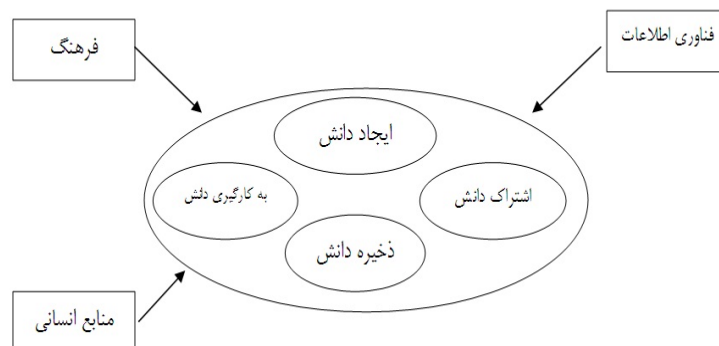 فناوری اطلاعات
فرهنگ
ایجاد دانش
اشتراک دانش
به کارگیری دانش
ذخیره دانش
منابع انسانی